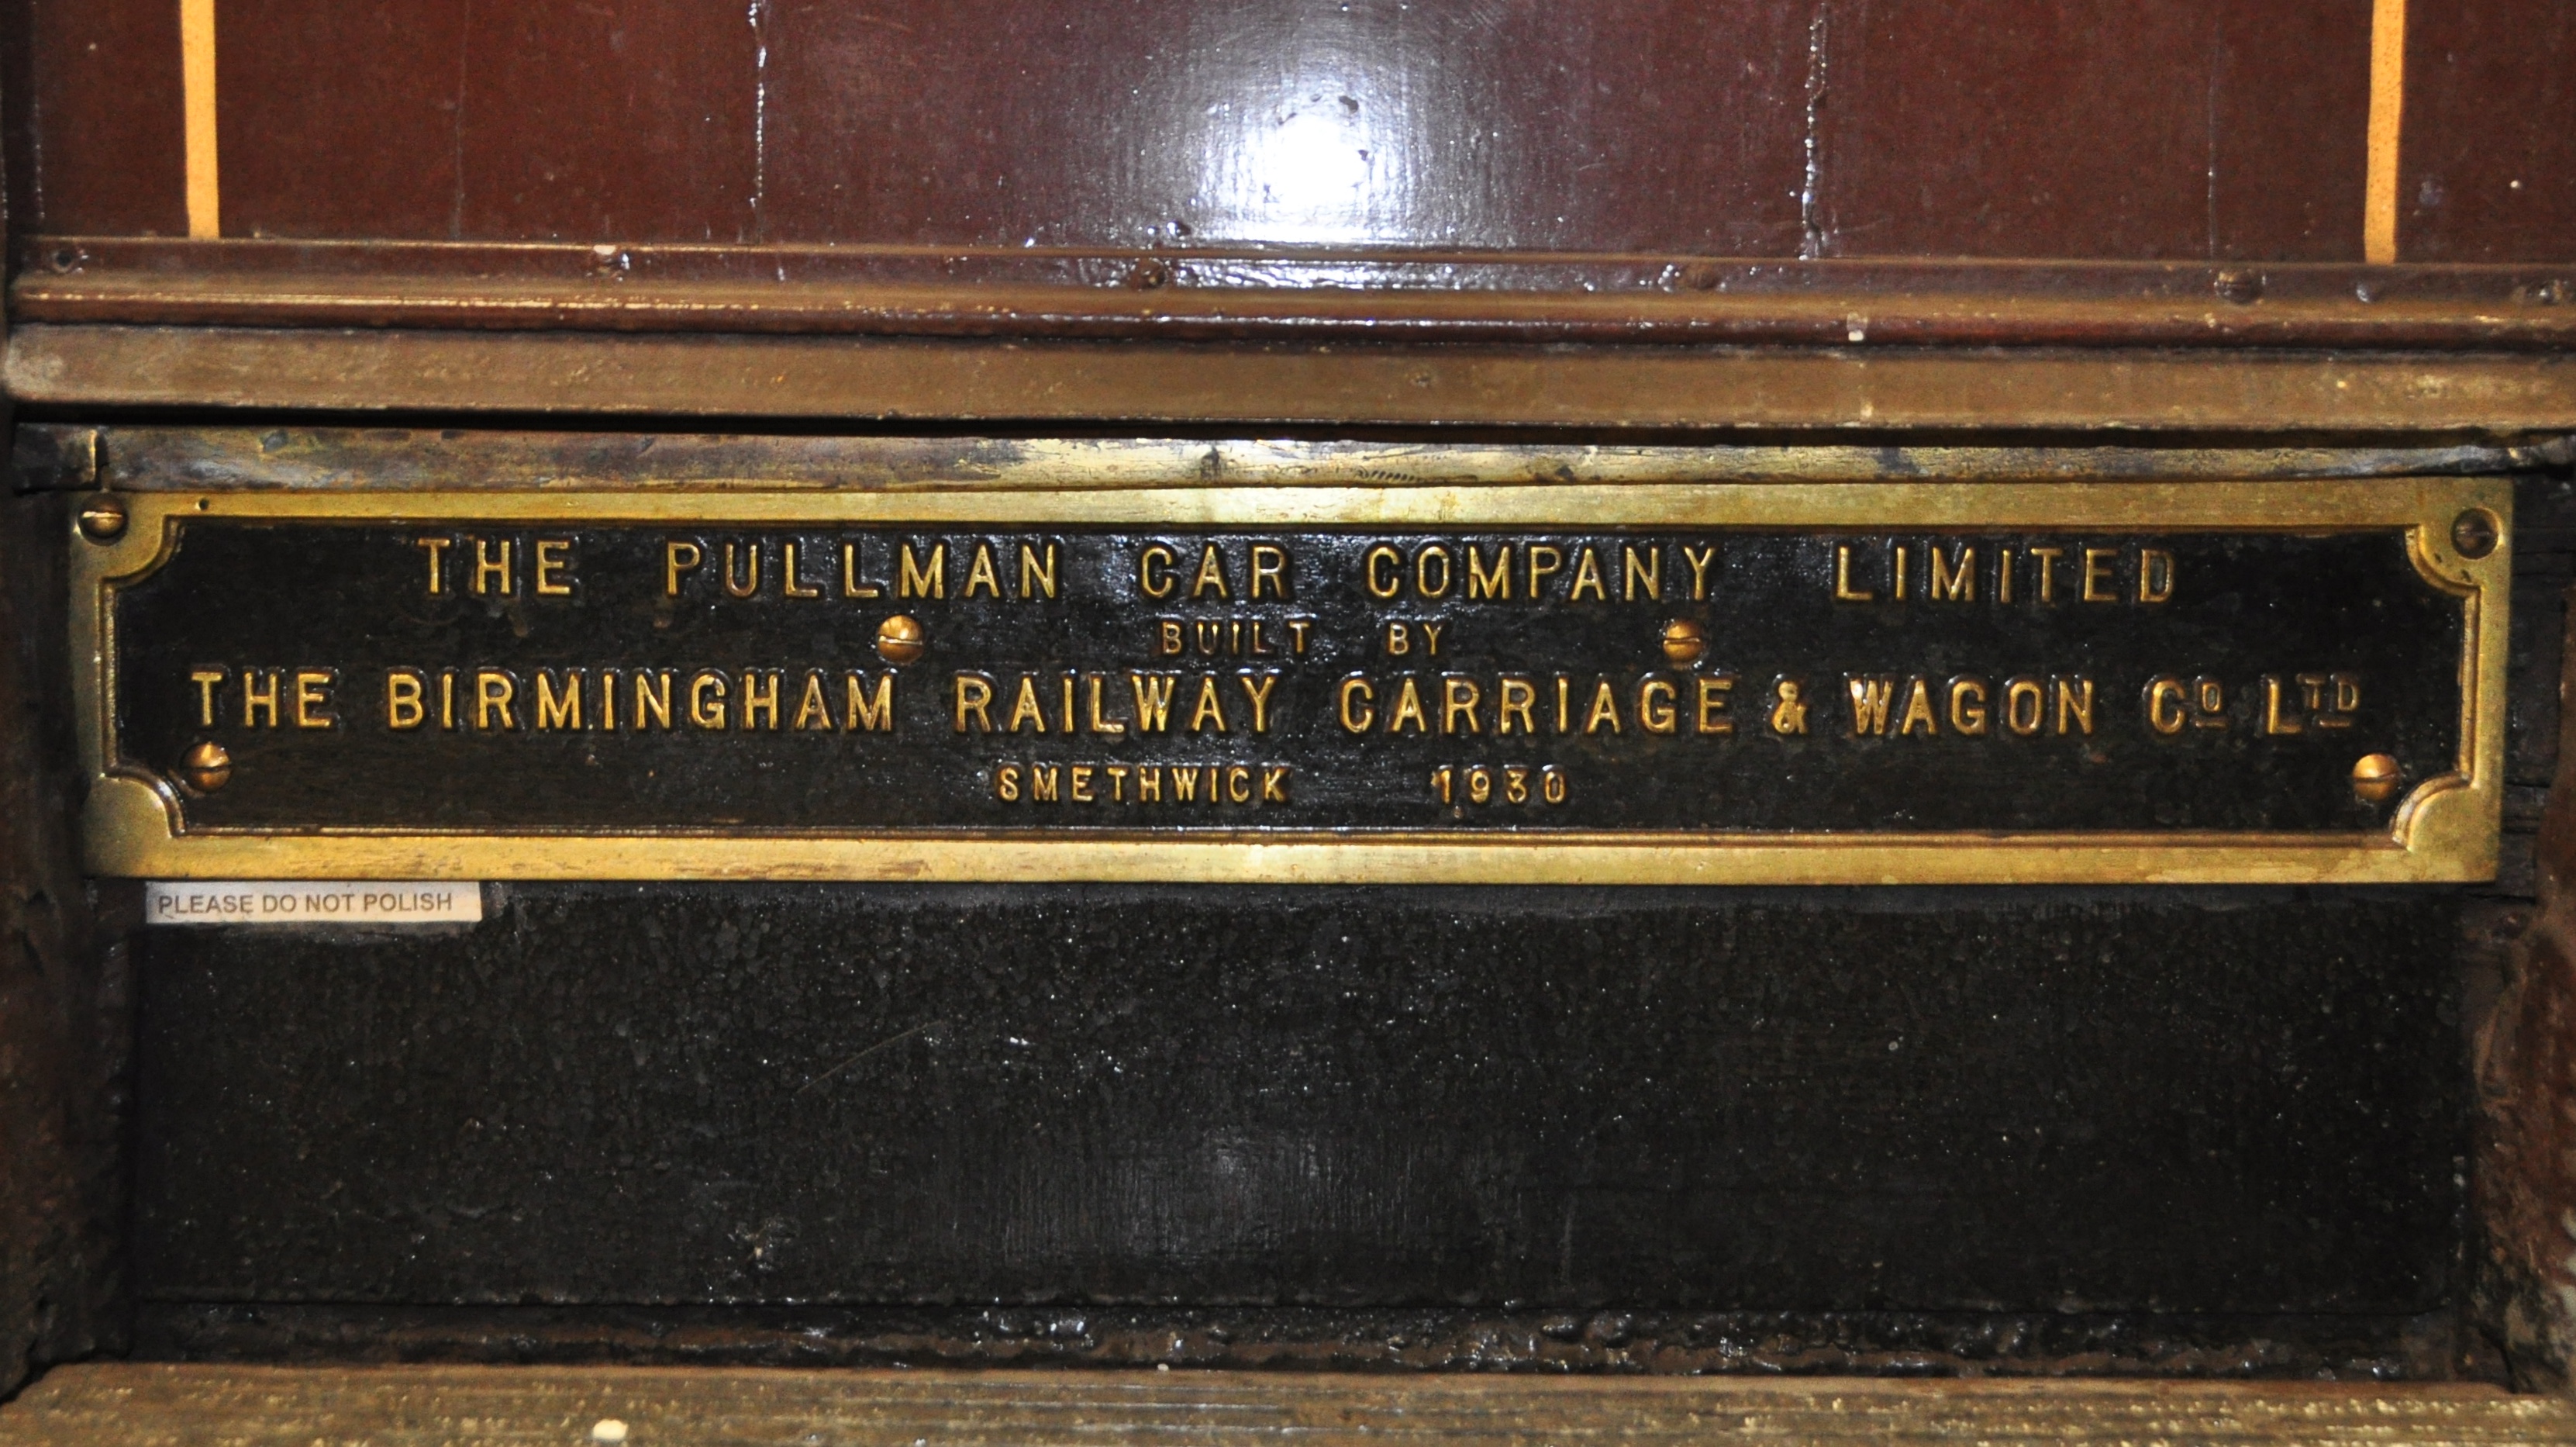 THE PULLMAN CAR COMPANY LIMITED
BUILT BY
THE BIRMINGHAM RAILWAY CARRIAGE & WAGON Cº LTD
SMETHWICK 1930
PLEASE DO NOT POLISH